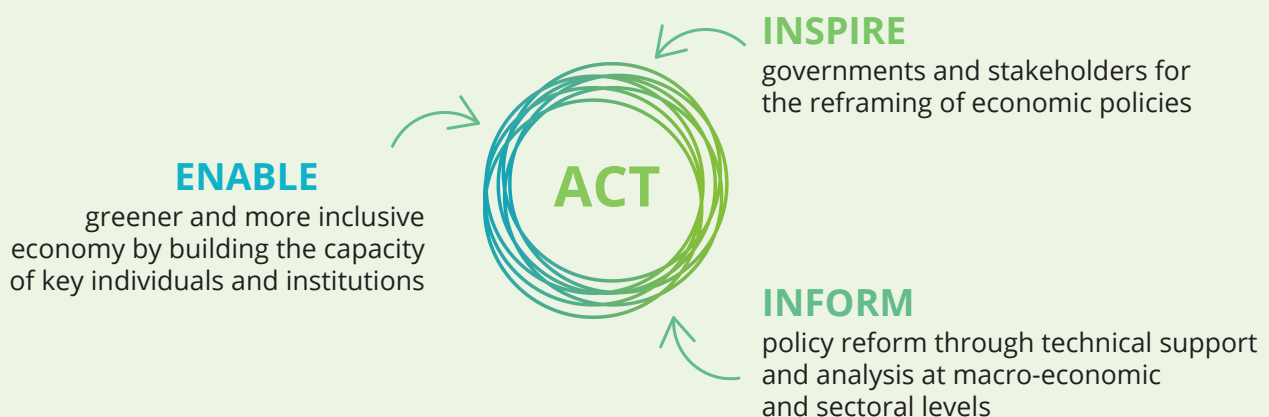 INSPIRE
governments and stakeholders for
the reframing of economic policies
ACT
ENABLE
greener and more inclusive
economy by building the capacity
of key individuals and institutions
INFORM
policy reform through technical support
and analysis at macro-economic
and sectoral levels